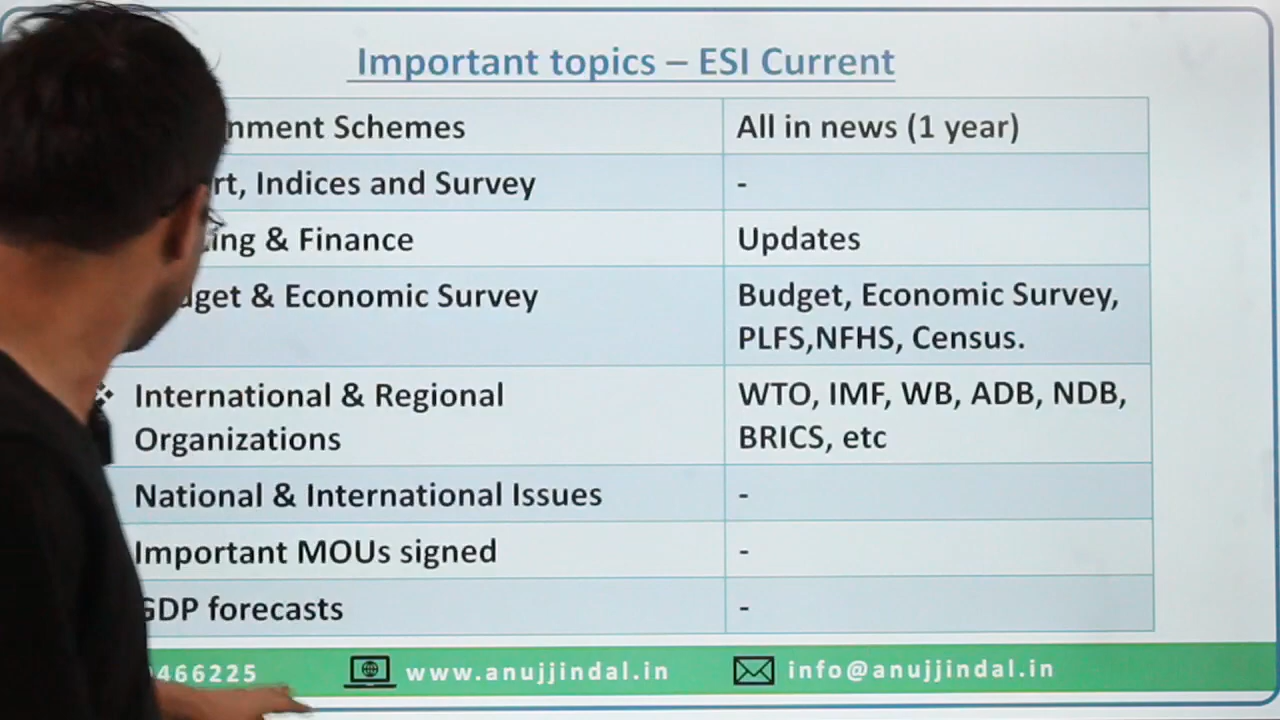 Important topics – ESI Current
nment Schemes
All in news (1 year)
rt, Indices and Survey
-
ing & Finance
Updates
dget & Economic Survey
Budget, Economic Survey,
PLFS,NFHS, Census.
❖ International & Regional
Organizations
WTO, IMF, WB, ADB, NDB,
BRICS, etc
National & International Issues
-
Important MOUs signed
-
GDP forecasts
-
466225
www.anujjindal.in
info@anujjindal.in